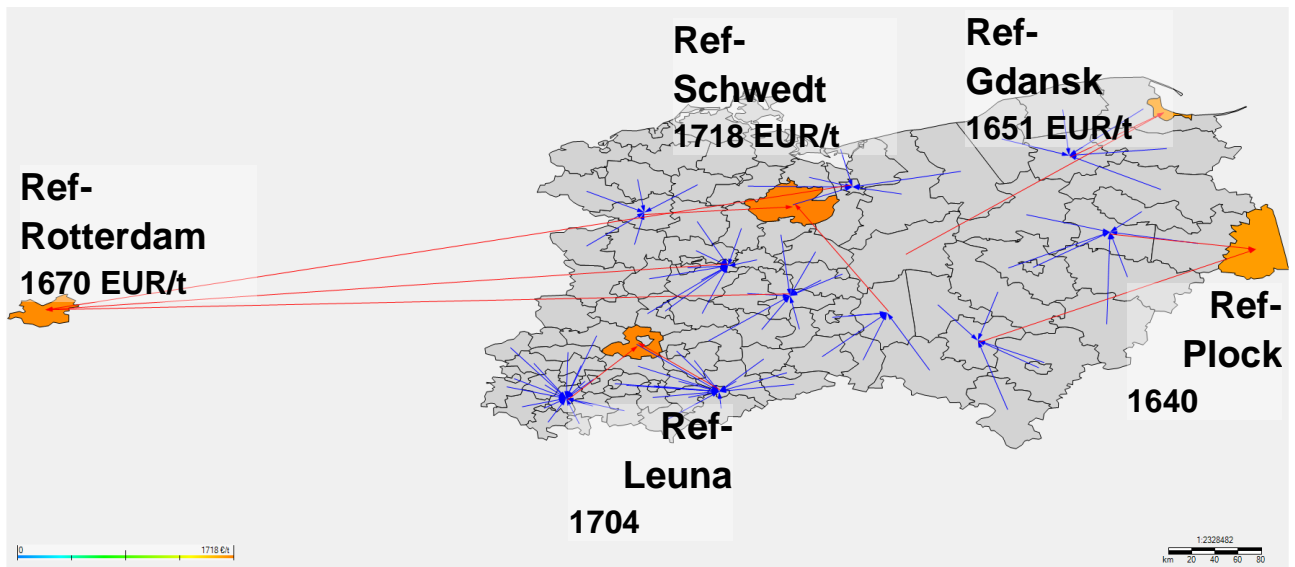 Ref-
Schwedt
1718 EUR/t
Ref-
Gdansk
1651 EUR/t
Ref-
Rotterdam
1670 EUR/t
Ref-
Plock
1640
Ref-
Leuna
1704
0
1718 €/t
1:2328482
km 20 40 60 80